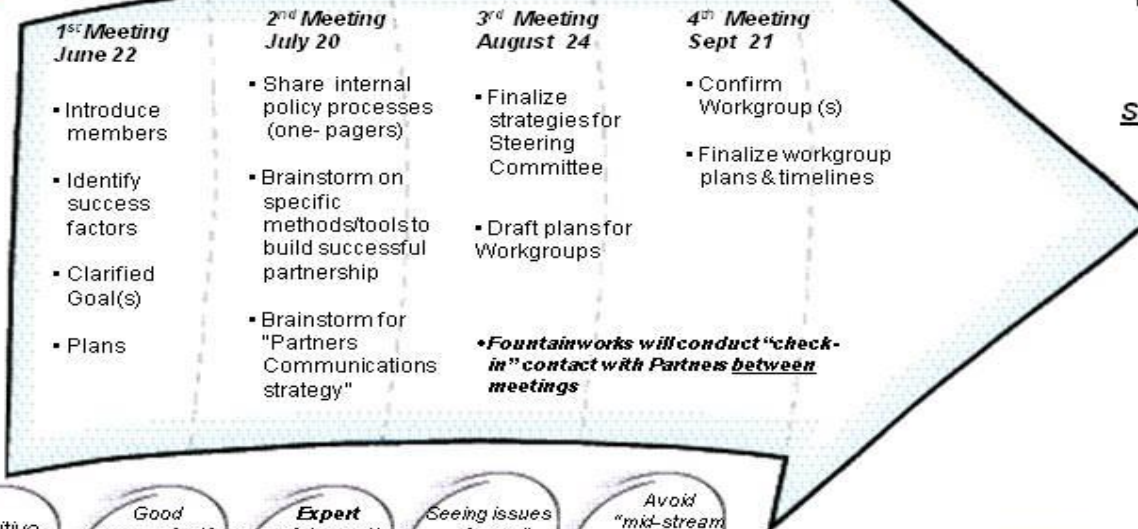 1st Meeting
June 22
▪ Introduce
members
▪ Identify
success
factors
▪ Clarified
Goal(s)
▪ Plans
2nd Meeting
July 20
▪ Share internal
policy processes
(one- pagers)
▪ Brainstorm on
specific
methods/tools to
build successful
partnership
▪ Brainstorm for
"Partners
Communications
strategy"
3rd Meeting
August 24
▪ Finalize
strategies for
Steering
Committee
▪ Draft plans for
Workgroups
4th Meeting
Sept 21
▪ Confirm
Workgroup (s)
▪ Finalize workgroup
plans & timelines
•Fountainworks will conduct “check-
in” contact with Partners between
meetings
Good
Expert
Seeing issues
Avoid
“mid-stream